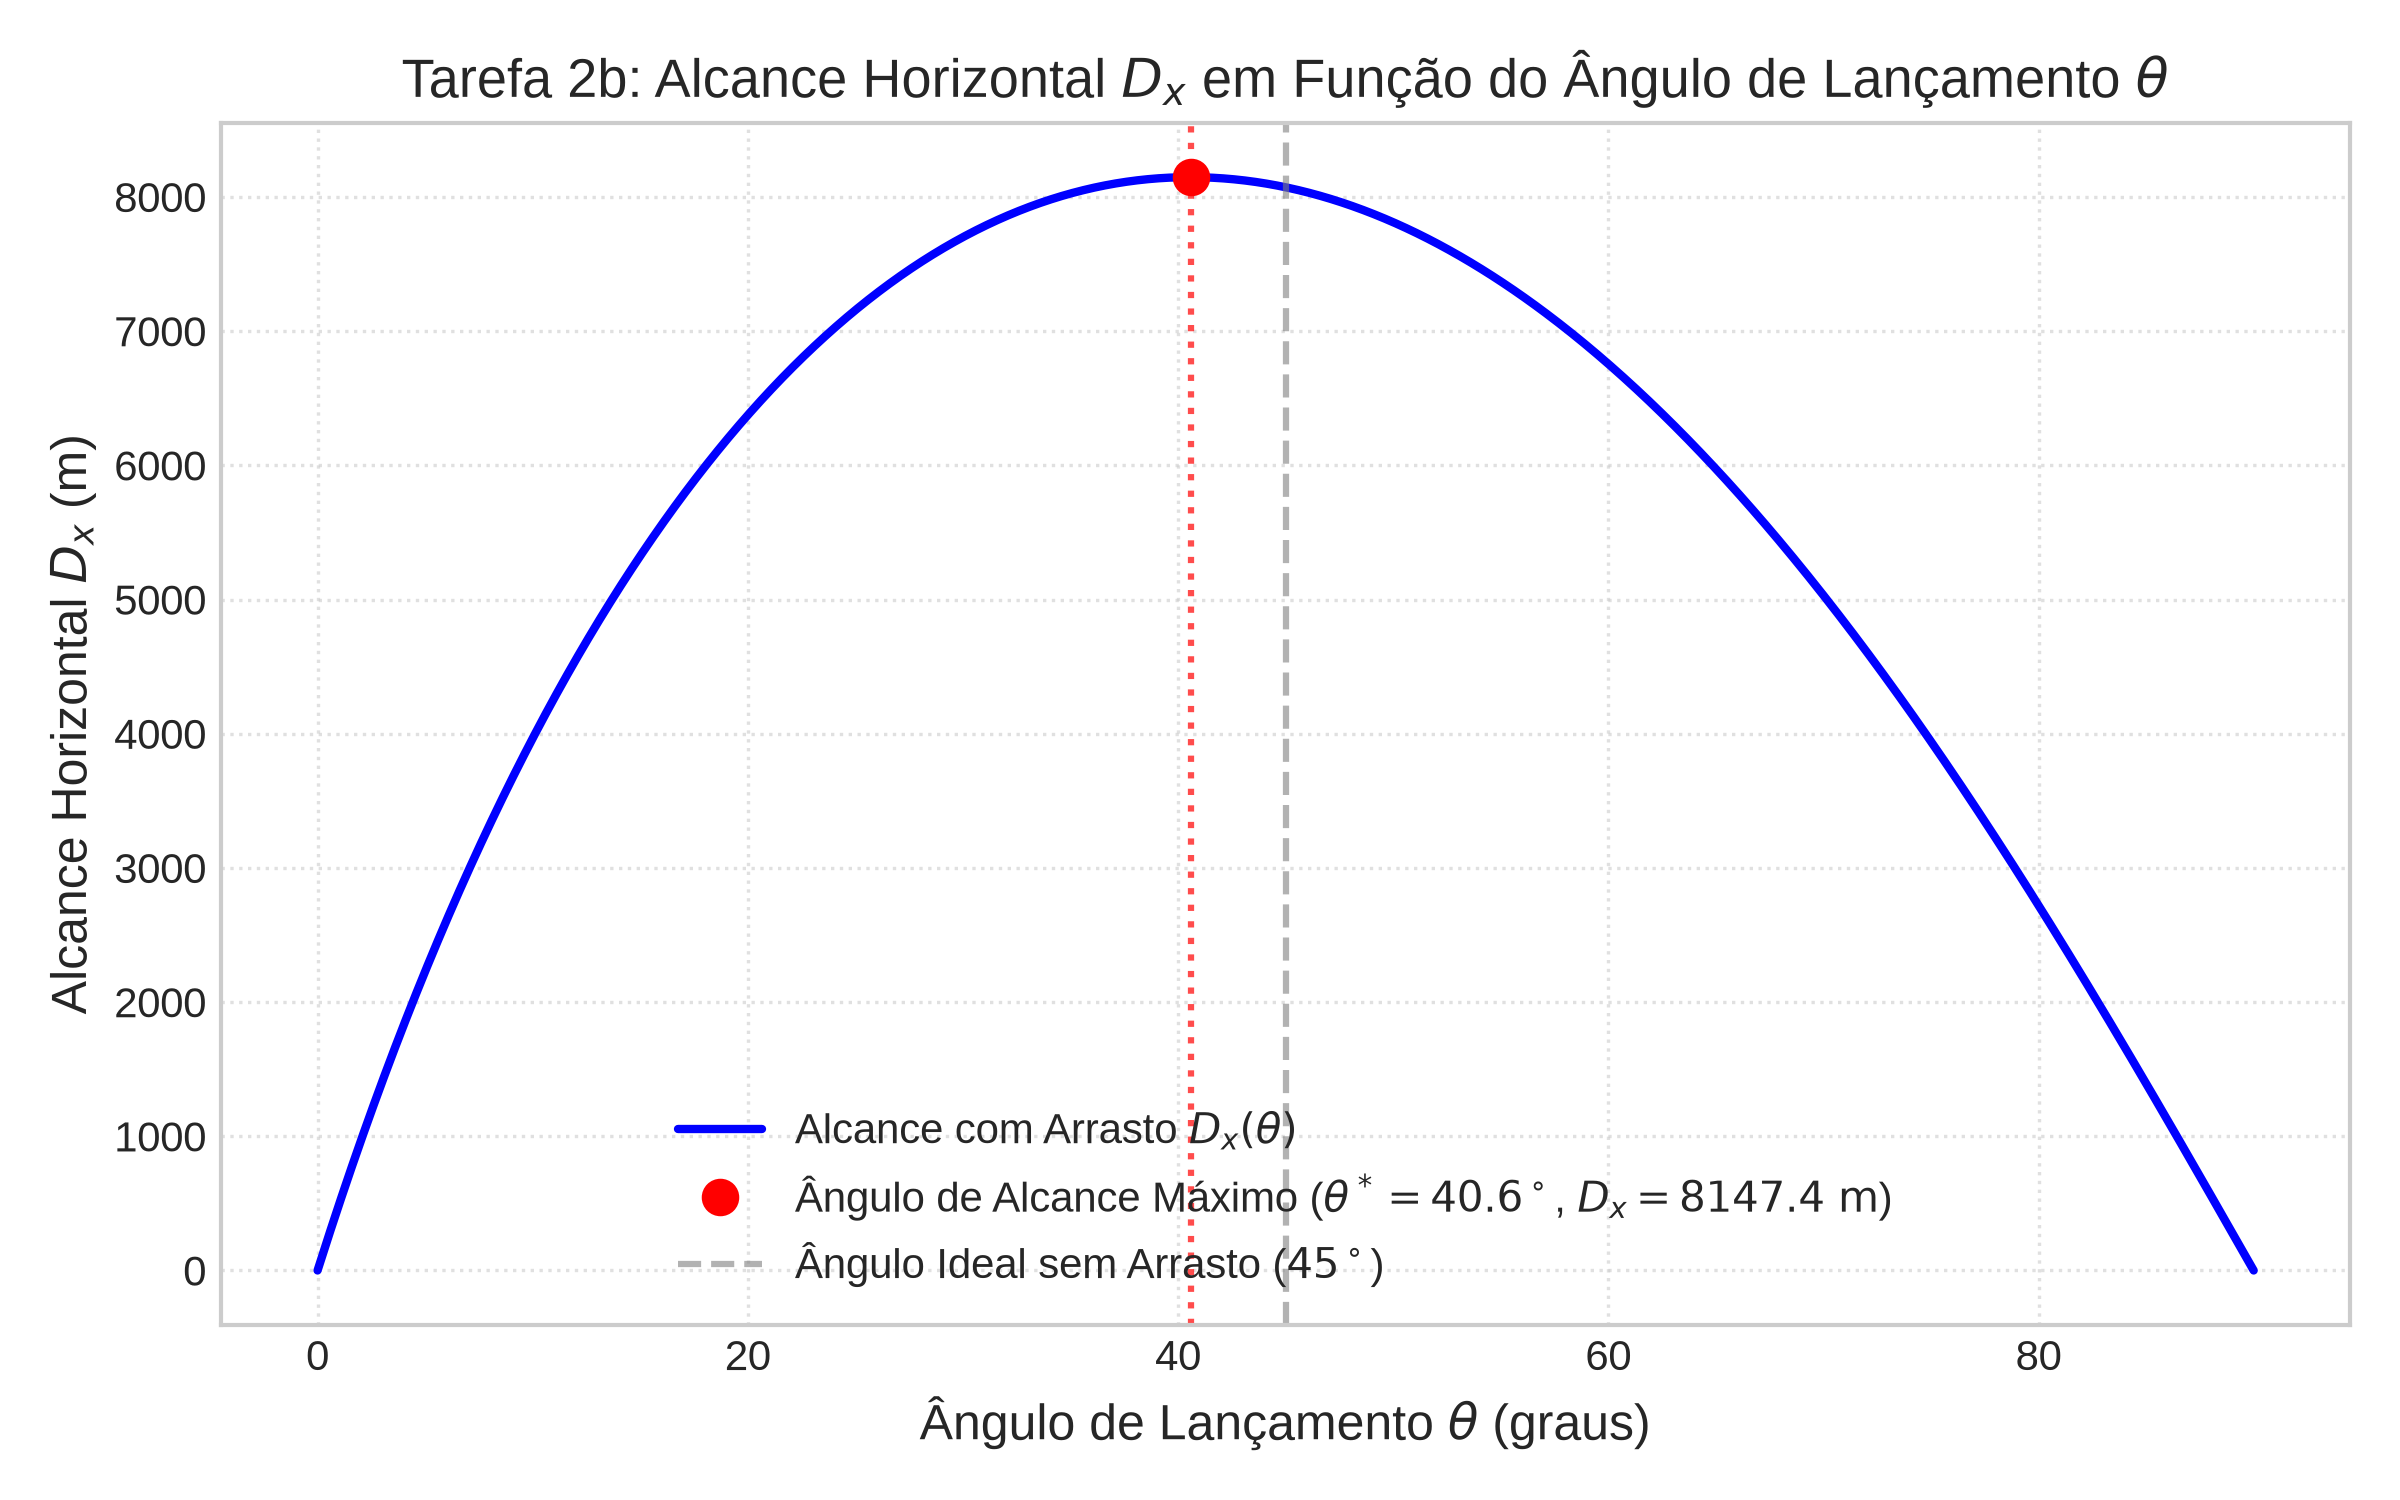 Tarefa 2b: Alcance Horizontal Dₓ em Função do Ângulo de Lançamento θ
Alcance Horizontal Dₓ (m)
8000
7000
6000
5000
4000
3000
2000
1000
0
Alcance com Arrasto Dₓ(θ)
Ângulo de Alcance Máximo (θ* = 40.6°, Dₓ = 8147.4 m)
Ângulo Ideal sem Arrasto (45°)
0 20 40 60 80
Ângulo de Lançamento θ (graus)